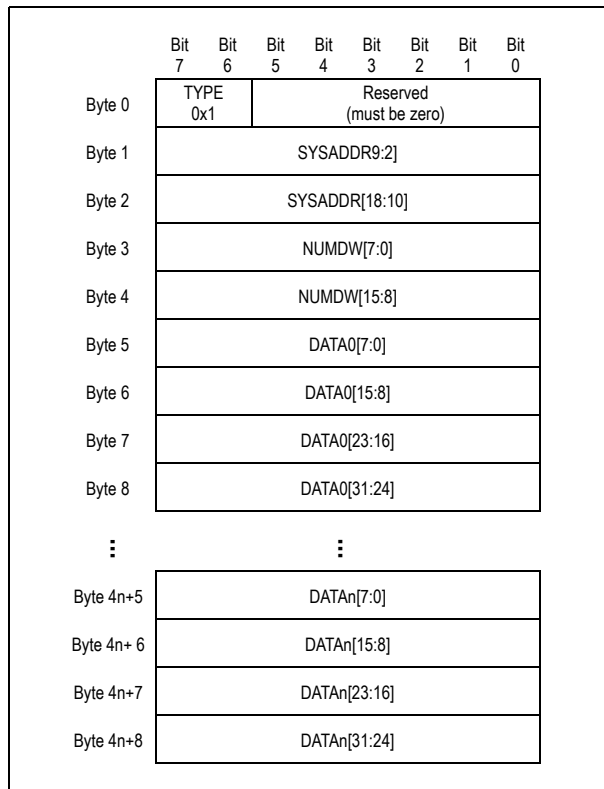 Bit Bit Bit Bit Bit Bit Bit Bit
7 6 5 4 3 2 1 0
Byte 0 TYPE Reserved
0x1 (must be zero)
Byte 1 SYSADDR9:2]
Byte 2 SYSADDR[18:10]
Byte 3 NUMDW[7:0]
Byte 4 NUMDW[15:8]
Byte 5 DATA0[7:0]
Byte 6 DATA0[15:8]
Byte 7 DATA0[23:16]
Byte 8 DATA0[31:24]
... ...
Byte 4n+5 DATAn[7:0]
Byte 4n+ 6 DATAn[15:8]
Byte 4n+7 DATAn[23:16]
Byte 4n+8 DATAn[31:24]